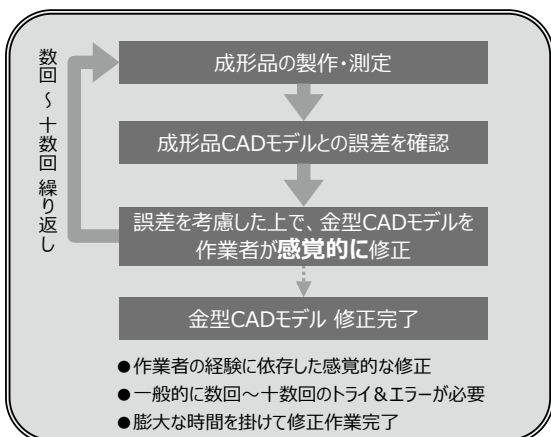 数回 ～ 十数回 繰り返し
成形品の製作・測定
成形品CADモデルとの誤差を確認
誤差を考慮した上で、金型CADモデルを
作業者が感覚的に修正
金型CADモデル 修正完了
●作業者の経験に依存した感覚的な修正
●一般的に数回～十数回のトライ＆エラーが必要
●膨大な時間を掛けて修正作業完了